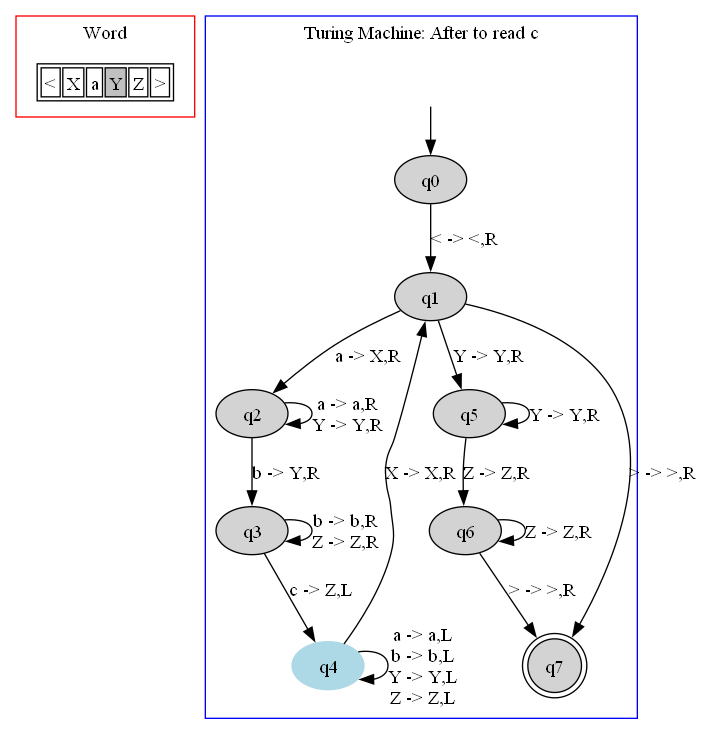 Word
< X a Y Z >
Turing Machine: After to read c
q0
< -> <,R
q1
a -> X,R
Y -> Y,R
q2
a -> a,R
Y -> Y,R
q5
Y -> Y,R
b -> Y,R
X -> X,R
Z -> Z,R
> -> >,R
q3
b -> b,R
Z -> Z,R
q6
Z -> Z,R
c -> Z,L
> -> >,R
q4
a -> a,L
b -> b,L
Y -> Y,L
Z -> Z,L
q7